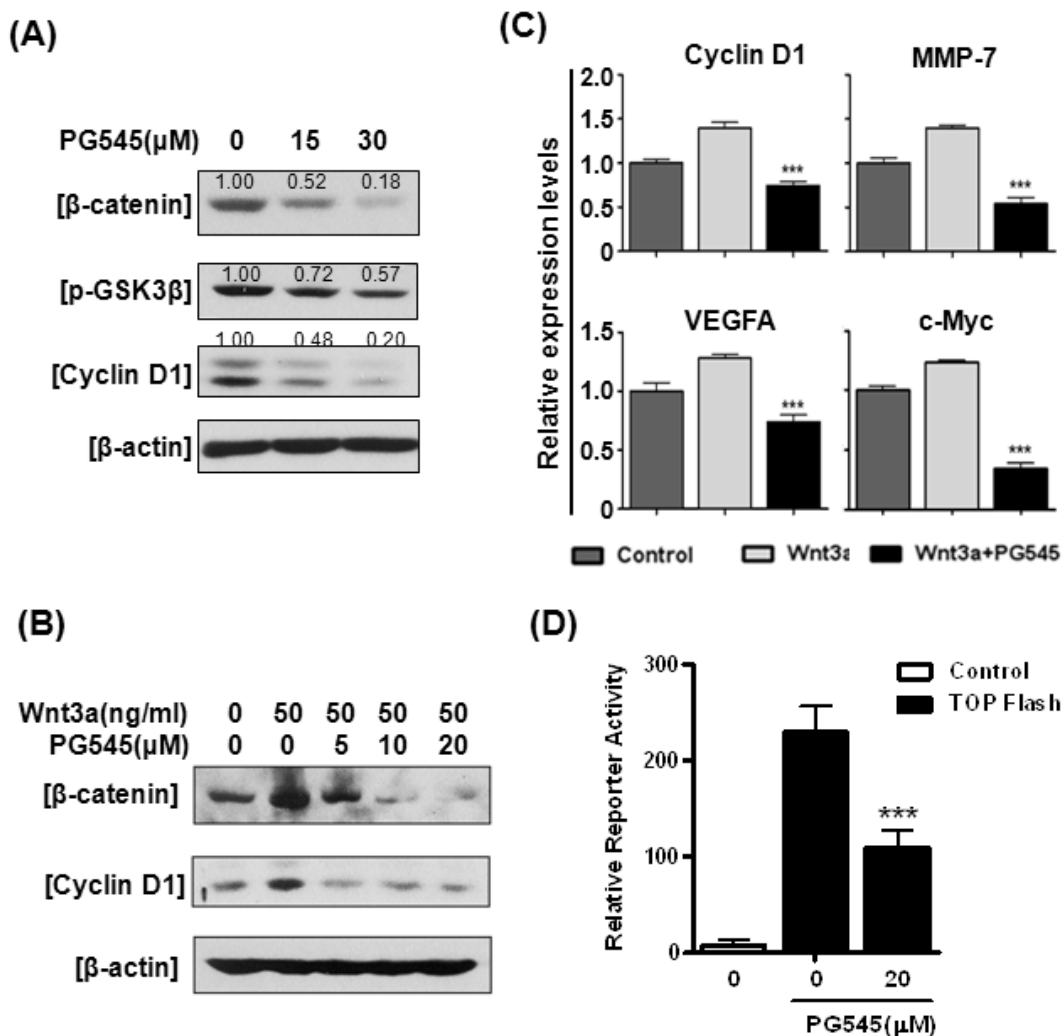 (A)
PG545(μM) 0 15 30
[β-catenin] 1.00 0.52 0.18
[p-GSK3β] 1.00 0.72 0.57
[Cyclin D1] 1.00 0.48 0.20
[β-actin]
(B)
Wnt3a(ng/ml) 0 50 50 50 50
PG545(μM) 0 0 5 10 20
[β-catenin]
[Cyclin D1]
[β-actin]
(C)
Relative expression levels
Cyclin D1
2.0
1.5
1.0
0.5
0
***
MMP-7
***
VEGFA
1.5
1.0
0.5
0
***
c-Myc
***
Control Wnt3a Wnt3a+PG545
(D)
Relative Reporter Activity
300
200
100
0
Control
TOP Flash
***
0 0 20
PG545(μM)